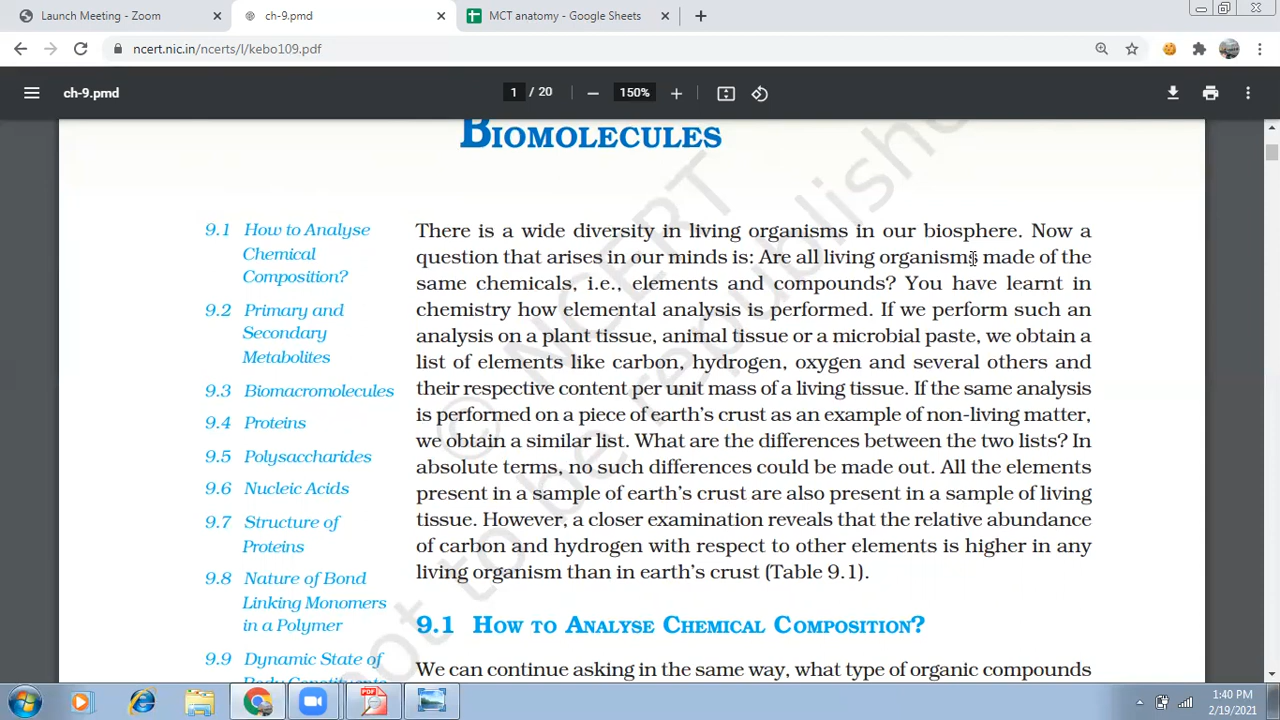 Launch Meeting - Zoom
ch-9.pmd
MCT anatomy - Google Sheets
ncert.nic.in/ncerts/l/kebo109.pdf
ch-9.pmd
1 / 20
150%
BIOMOLECULES
9.1 How to Analyse
Chemical
Composition?
9.2 Primary and
Secondary
Metabolites
9.3 Biomacromolecules
9.4 Proteins
9.5 Polysaccharides
9.6 Nucleic Acids
9.7 Structure of
Proteins
9.8 Nature of Bond
Linking Monomers
in a Polymer
9.9 Dynamic State of
Body Constituents
There is a wide diversity in living organisms in our biosphere. Now a
question that arises in our minds is: Are all living organisms made of the
same chemicals, i.e., elements and compounds? You have learnt in
chemistry how elemental analysis is performed. If we perform such an
analysis on a plant tissue, animal tissue or a microbial paste, we obtain a
list of elements like carbon, hydrogen, oxygen and several others and
their respective content per unit mass of a living tissue. If the same analysis
is performed on a piece of earth's crust as an example of non-living matter,
we obtain a similar list. What are the differences between the two lists? In
absolute terms, no such differences could be made out. All the elements
present in a sample of earth's crust are also present in a sample of living
tissue. However, a closer examination reveals that the relative abundance
of carbon and hydrogen with respect to other elements is higher in any
living organism than in earth's crust (Table 9.1).
9.1 HOW TO ANALYSE CHEMICAL COMPOSITION?
We can continue asking in the same way, what type of organic compounds
© NCERT
not to be republished
1:40 PM
2/19/2021